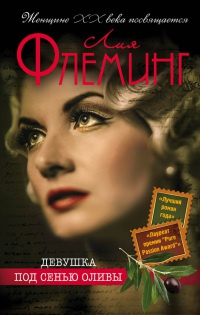 Женщине XX века посвящается
Лия
Флеминг
«Лучший
роман
года»
«Лауреат
премии "Pure
Passion Award"»
ДЕВУШКА
ПОД СЕНЬЮ ОЛИВЫ